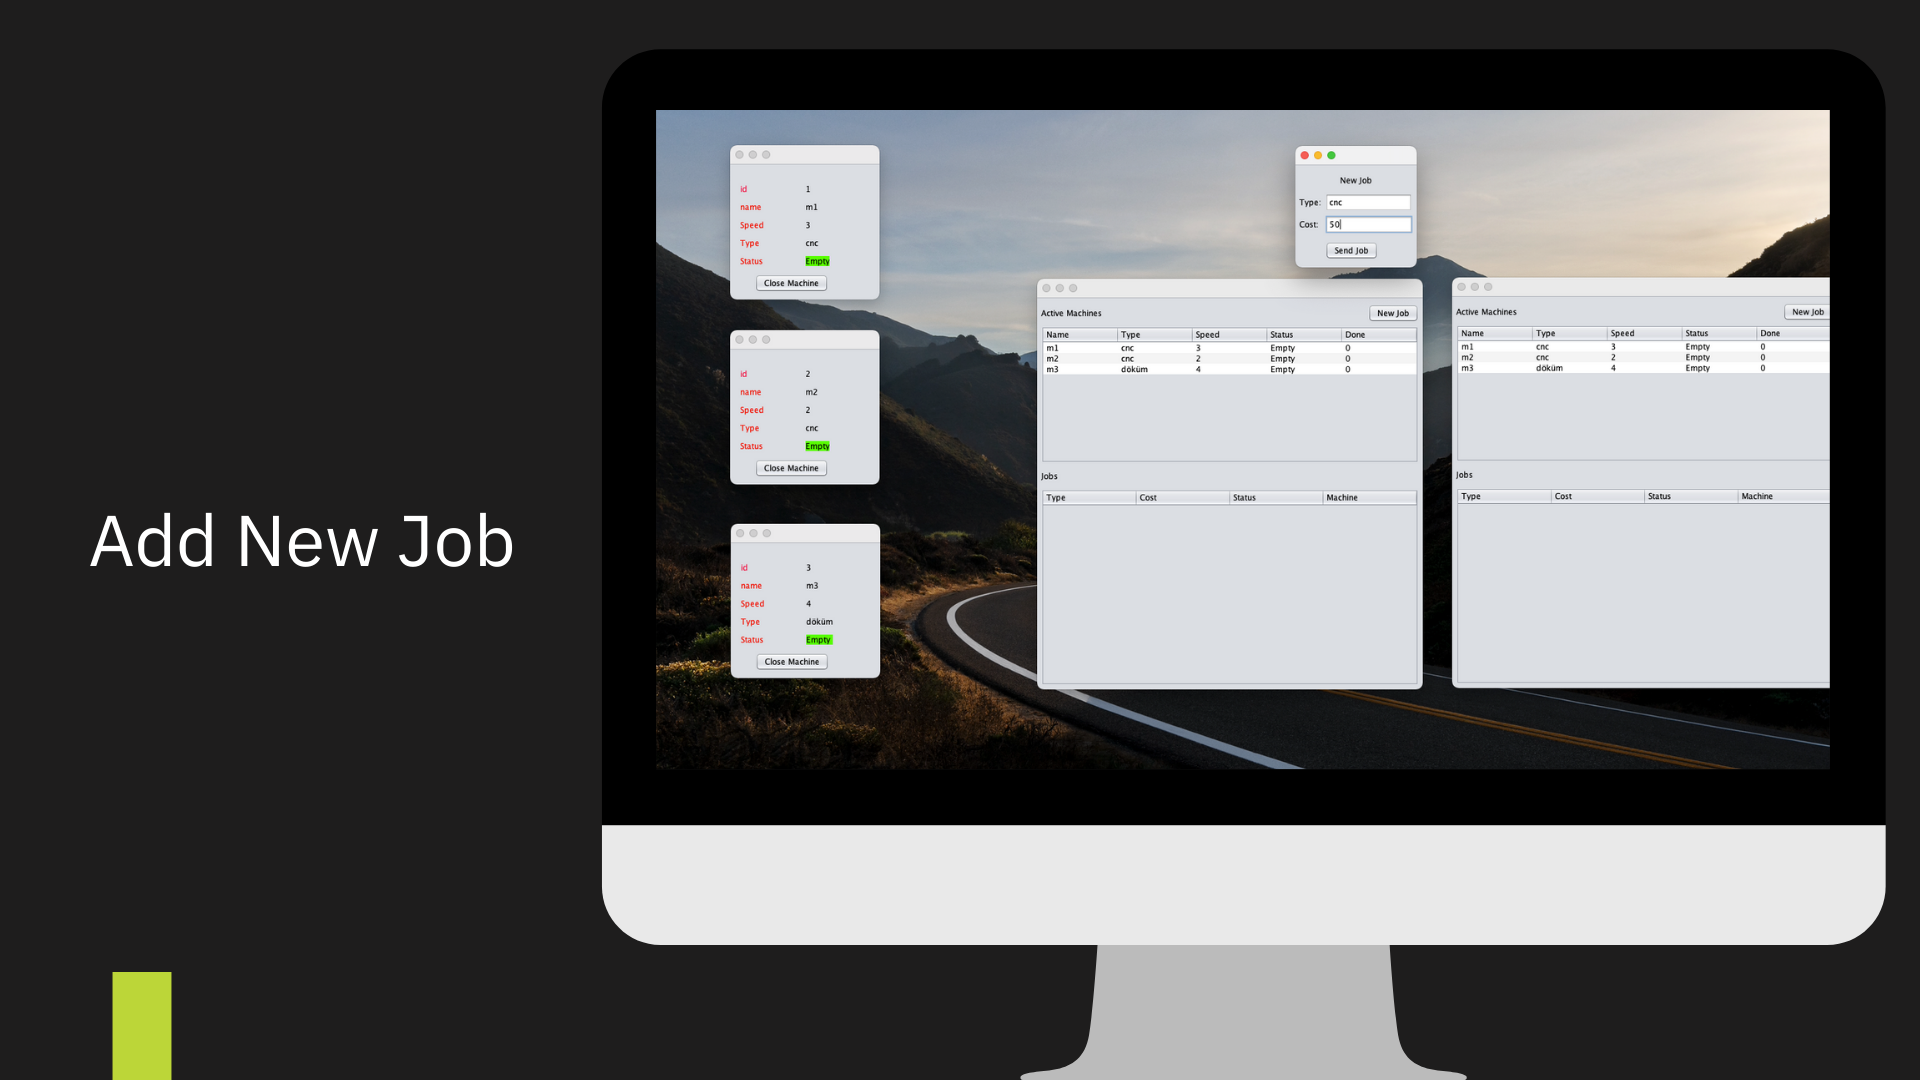 Add New Job
id 1
name m1
Speed 3
Type cnc
Status Empty
Close Machine
id 2
name m2
Speed 2
Type cnc
Status Empty
Close Machine
id 3
name m3
Speed 4
Type döküm
Status Empty
Close Machine
New Job
Type: cnc
Cost: 50
Send Job
Active Machines New Job
Name Type Speed Status Done
m1 cnc 3 Empty 0
m2 cnc 2 Empty 0
m3 döküm 4 Empty 0
Jobs
Type Cost Status Machine
Active Machines New Job
Name Type Speed Status Done
m1 cnc 3 Empty 0
m2 cnc 2 Empty 0
m3 döküm 4 Empty 0
Jobs
Type Cost Status Machine